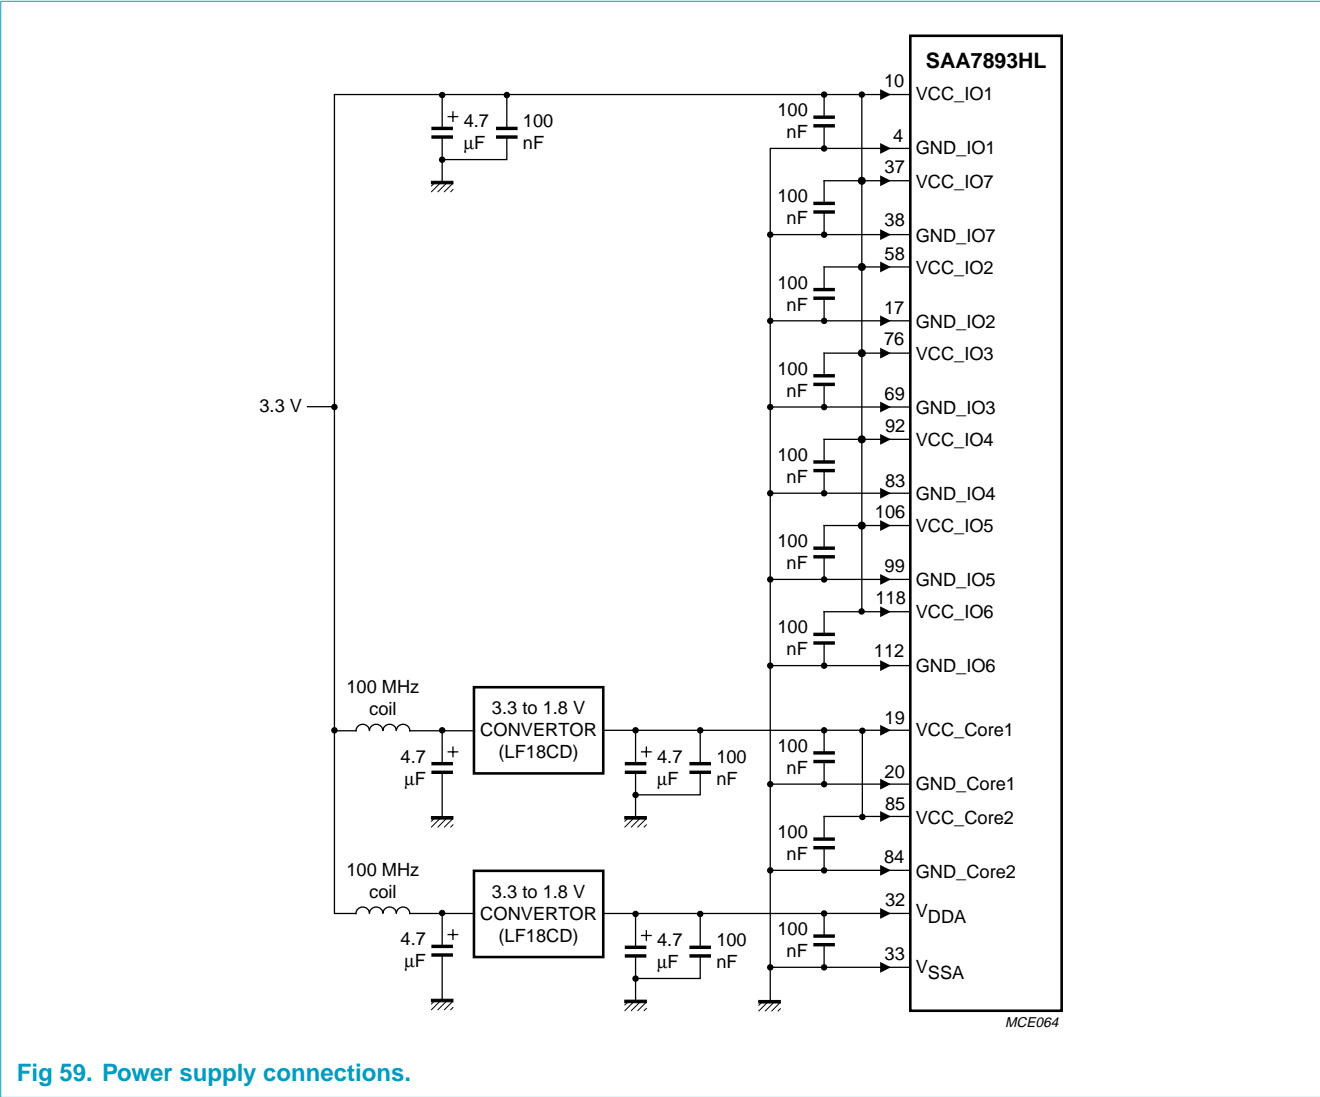 SAA7893HL
10
VCC_IO1
+ 4.7
µF
100
nF
100
nF
4
GND_IO1
37
VCC_IO7
100
nF
38
GND_IO7
58
VCC_IO2
100
nF
17
GND_IO2
76
VCC_IO3
100
nF
69
GND_IO3
3.3 V
92
VCC_IO4
100
nF
83
GND_IO4
106
VCC_IO5
100
nF
99
GND_IO5
118
VCC_IO6
100
nF
112
GND_IO6
100 MHz
coil
4.7
µF
+
3.3 to 1.8 V
CONVERTOR
(LF18CD)
+ 4.7
µF
100
nF
19
VCC_Core1
100
nF
20
GND_Core1
85
VCC_Core2
100
nF
84
GND_Core2
100 MHz
coil
4.7
µF
+
3.3 to 1.8 V
CONVERTOR
(LF18CD)
+ 4.7
µF
100
nF
32
VDDA
100
nF
33
VSSA
MCE064
Fig 59. Power supply connections.